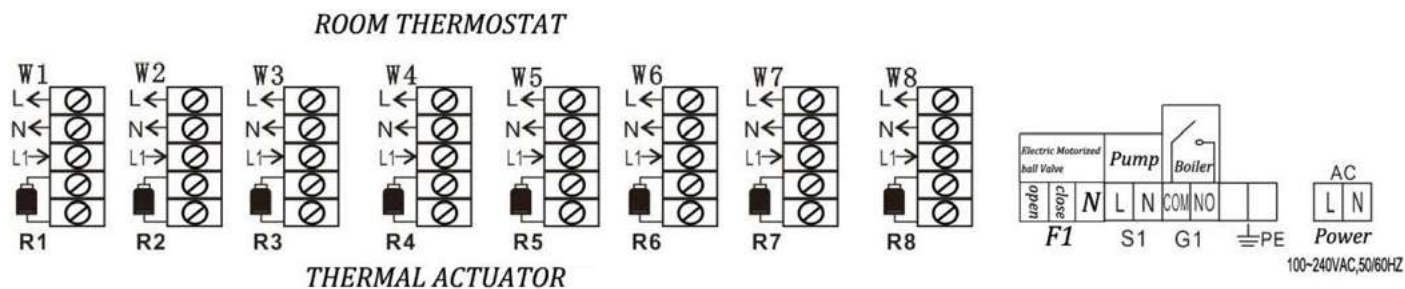 ROOM THERMOSTAT
W1 W2 W3 W4 W5 W6 W7 W8
L L L L L L L L
N N N N N N N N
L1 L1 L1 L1 L1 L1 L1 L1
R1 R2 R3 R4 R5 R6 R7 R8
THERMAL ACTUATOR
Electric Motorized
ball Valve
Pump
Boiler
open close N L N COM NO
F1 S1 G1 PE
AC
L N
Power
100~240VAC,50/60HZ